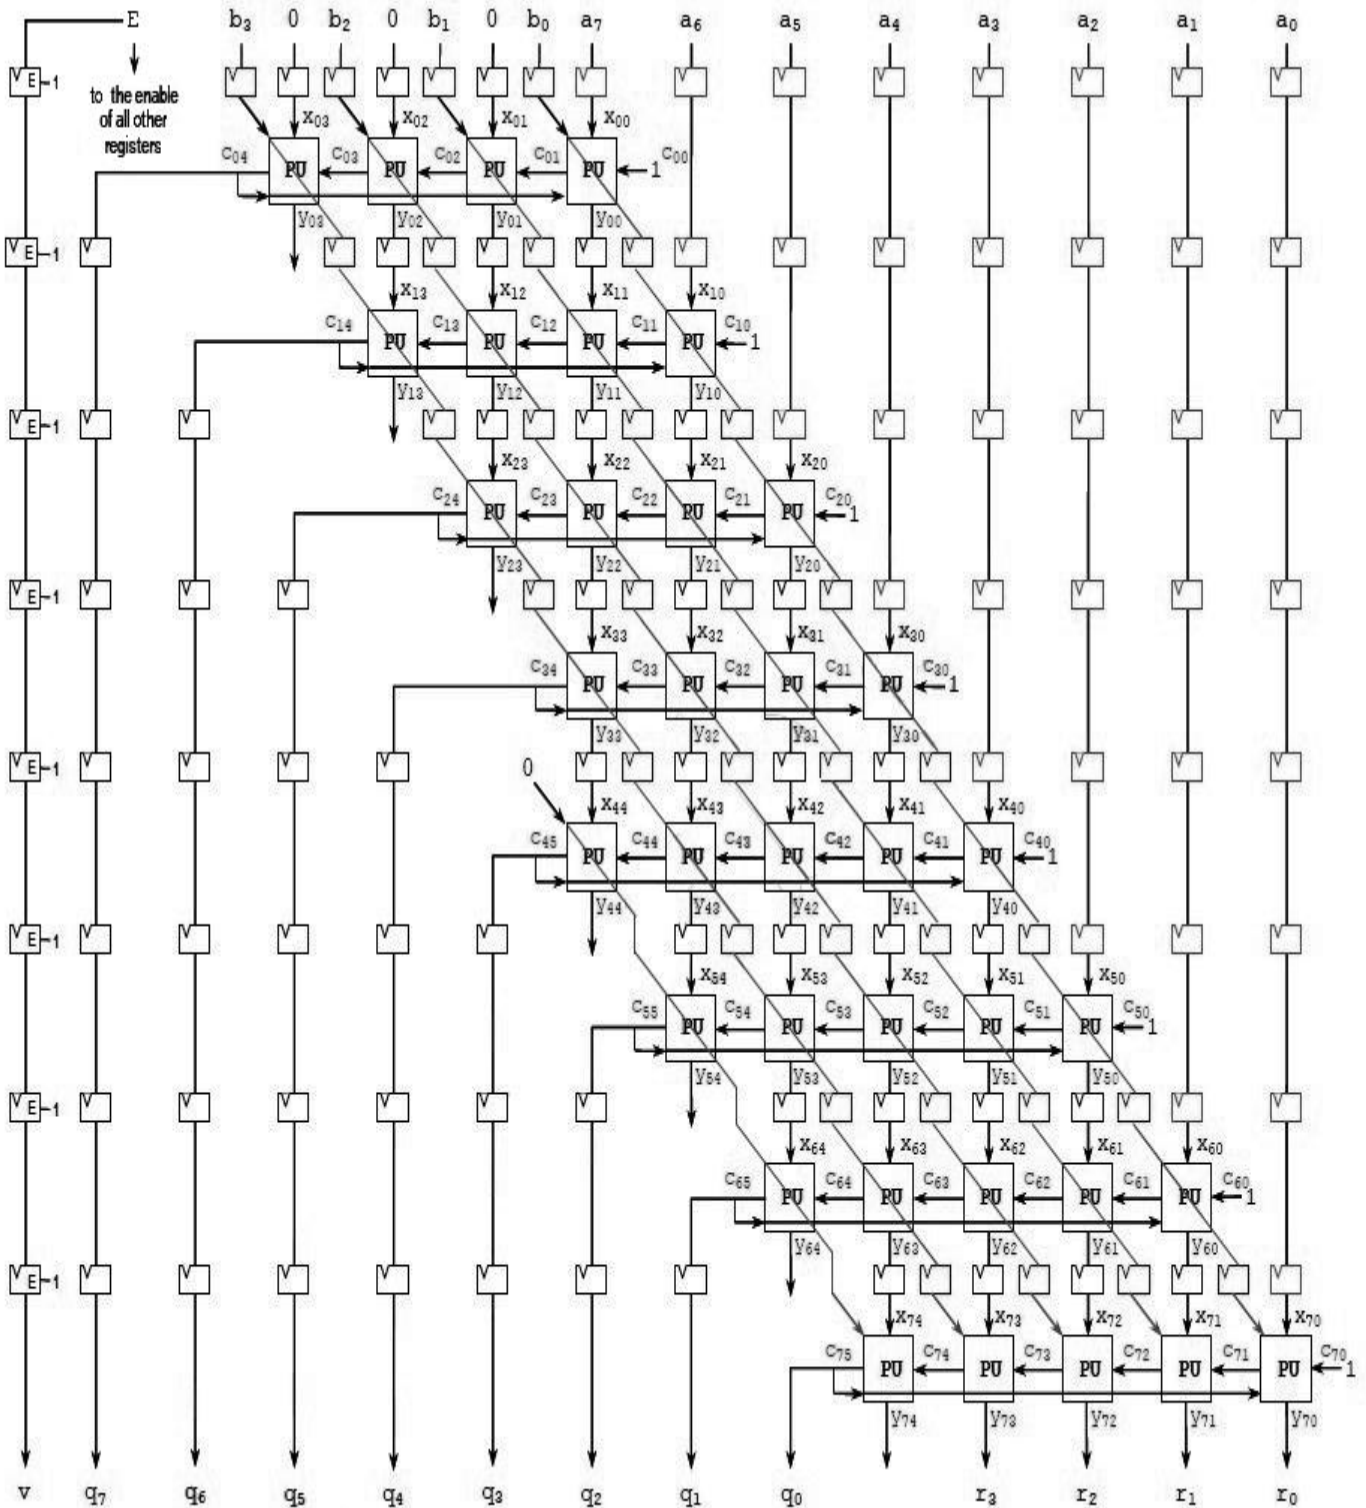 E b₃ 0 b₂ 0 b₁ 0 b₀ a₇ a₆ a₅ a₄ a₃ a₂ a₁ a₀
E 1
to the enable
of all other
registers
x₀₃ x₀₂ x₀₁ x₀₀
c₀₄ PU c₀₃ PU c₀₂ PU c₀₁ PU 1 c₀₀
y₀₃ y₀₂ y₀₁ y₀₀
E 1
x₁₃ x₁₂ x₁₁ x₁₀
c₁₄ PU c₁₃ PU c₁₂ PU c₁₁ PU c₁₀ 1
y₁₃ y₁₂ y₁₁ y₁₀
E 1
x₂₃ x₂₂ x₂₁ x₂₀
c₂₄ PU c₂₃ PU c₂₂ PU c₂₁ PU c₂₀ 1
y₂₃ y₂₂ y₂₁ y₂₀
E 1
x₃₃ x₃₂ x₃₁ x₃₀
c₃₄ PU c₃₃ PU c₃₂ PU c₃₁ PU c₃₀ 1
y₃₃ y₃₂ y₃₁ y₃₀
E 1 0
x₄₄ x₄₃ x₄₂ x₄₁ x₄₀
c₄₅ PU c₄₄ PU c₄₃ PU c₄₂ PU c₄₁ PU c₄₀ 1
y₄₄ y₄₃ y₄₂ y₄₁ y₄₀
E 1
x₅₄ x₅₃ x₅₂ x₅₁ x₅₀
c₅₅ PU c₅₄ PU c₅₃ PU c₅₂ PU c₅₁ PU c₅₀ 1
y₅₄ y₅₃ y₅₂ y₅₁ y₅₀
E 1
x₆₄ x₆₃ x₆₂ x₆₁ x₆₀
c₆₅ PU c₆₄ PU c₆₃ PU c₆₂ PU c₆₁ PU c₆₀ 1
y₆₄ y₆₃ y₆₂ y₆₁ y₆₀
E 1
x₇₄ x₇₃ x₇₂ x₇₁ x₇₀
c₇₅ PU c₇₄ PU c₇₃ PU c₇₂ PU c₇₁ PU c₇₀ 1
y₇₄ y₇₃ y₇₂ y₇₁ y₇₀
v q₇ q₆ q₅ q₄ q₃ q₂ q₁ q₀ r₃ r₂ r₁ r₀